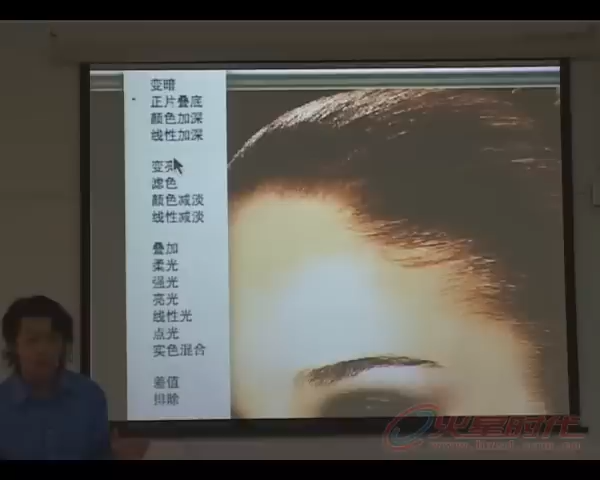 变暗
正片叠底
颜色加深
线性加深
变亮
滤色
颜色减淡
线性减淡
叠加
柔光
强光
亮光
线性光
点光
实色混合
差值
排除
火星时代